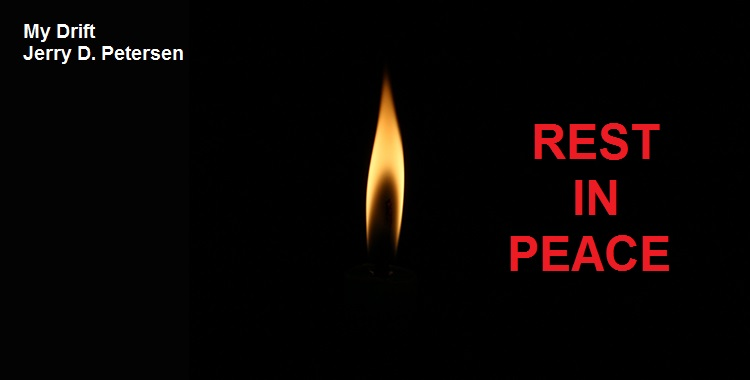 My Drift
Jerry D. Petersen
REST
IN
PEACE